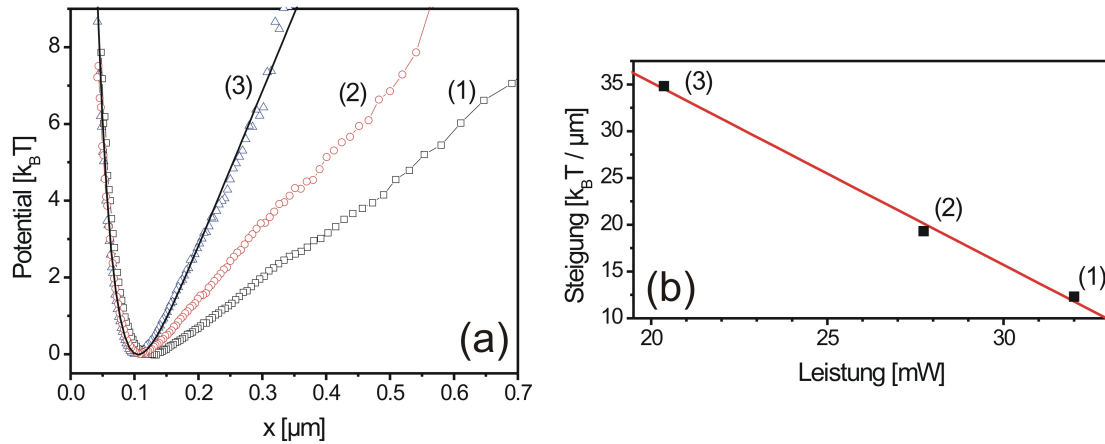 8
6
4
2
0
Potential [k_BT]
(3)
(2)
(1)
(a)
0.0 0.1 0.2 0.3 0.4 0.5 0.6 0.7
x [µm]
35
30
25
20
15
10
Steigung [k_BT / µm]
(3)
(2)
(1)
(b)
20 25 30
Leistung [mW]